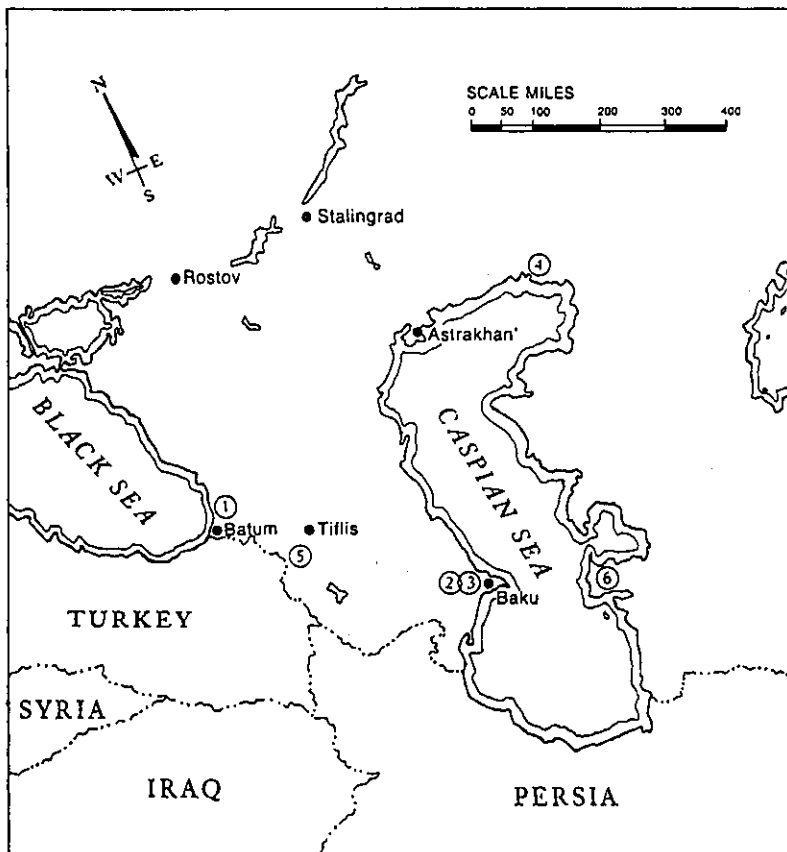 SCALE MILES
0 50 100 200 300 400
N
IV E
S
Stalingrad
Rostov
4
Astrakhan'
BLACK SEA
CASPIAN SEA
1
Batum
Tiflis
5
2 3
Baku
6
TURKEY
SYRIA
IRAQ
PERSIA